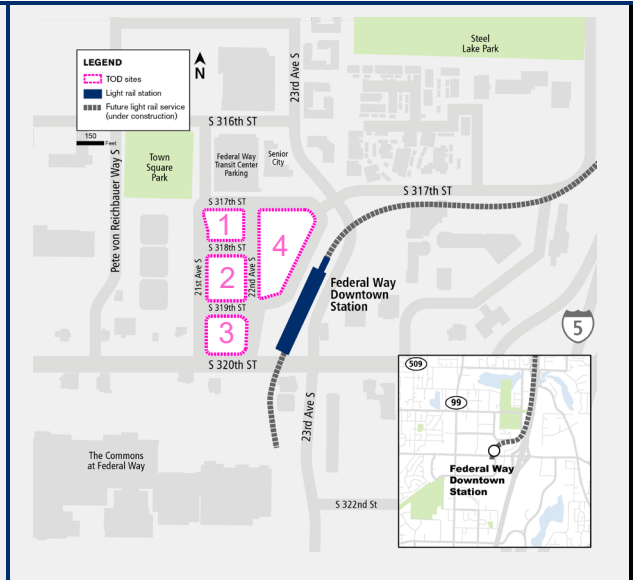 Steel
Lake Park
LEGEND
TOD sites
Light rail station
Future light rail service
(under construction)
N
23rd Ave S
S 316th ST
150
Feet
Pete von Reichbauer Way S
Town
Square
Park
Federal Way
Transit Center
Parking
Senior
City
S 317th ST
S 317th ST
1
4
S 318th ST
21st Ave S
2
22nd Ave S
Federal Way
Downtown
Station
S 319th ST
3
5
S 320th ST
509
99
23rd Ave S
The Commons
at Federal Way
Federal Way
Downtown
Station
S 322nd St